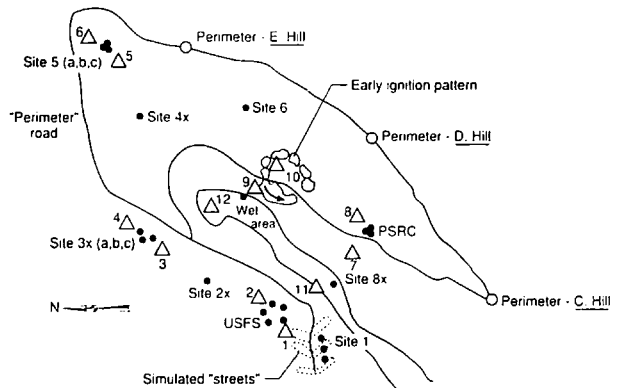 6
Perimeter - E. Hill
5
Site 5 (a,b,c)
Early ignition pattern
"Perimeter"
road
Site 4x
Site 6
Perimeter - D. Hill
10
9
12
Wet
area
8
PSRC
4
Site 3x (a,b,c)
3
7
11
Site 8x
Site 2x
2
N
Perimeter - C. Hill
USFS
1
Site 1
Simulated "streets"